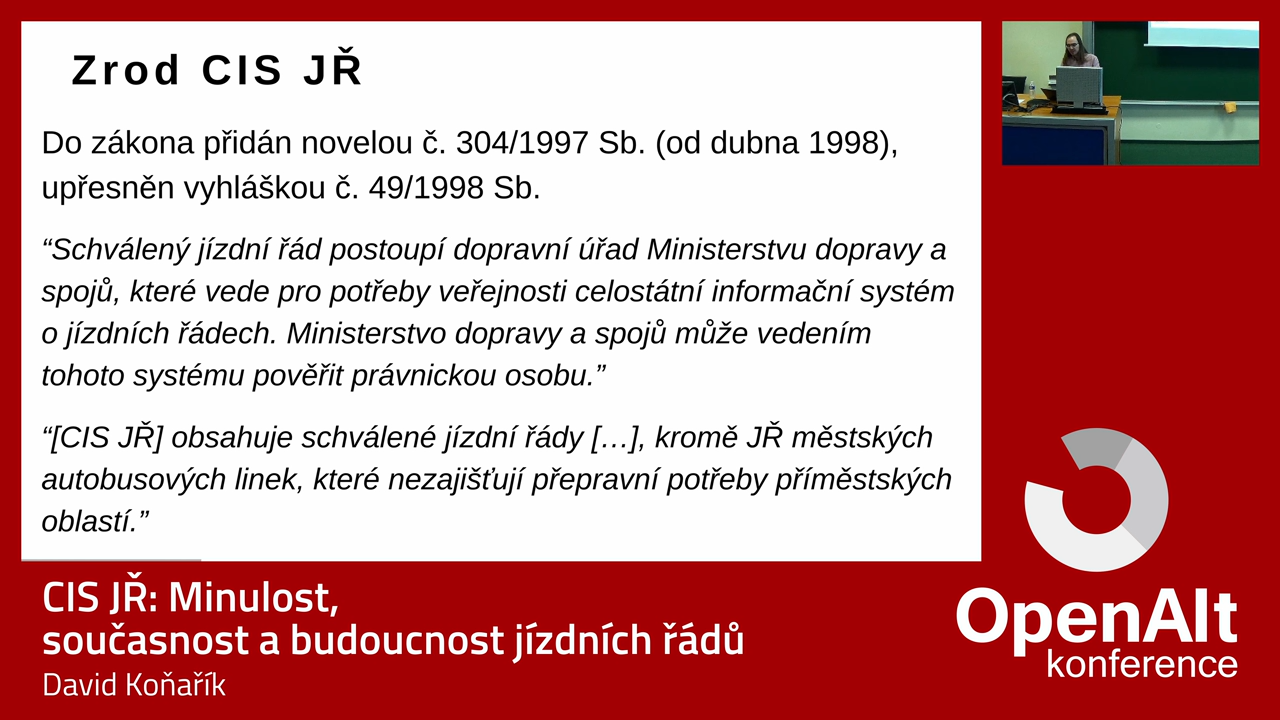 Zrod CIS JŘ
Do zákona přidán novelou č. 304/1997 Sb. (od dubna 1998),
upřesněn vyhláškou č. 49/1998 Sb.
“Schválený jízdní řád postoupí dopravní úřad Ministerstvu dopravy a
spojů, které vede pro potřeby veřejnosti celostátní informační systém
o jízdních řádech. Ministerstvo dopravy a spojů může vedením
tohoto systému pověřit právnickou osobu.”
“[CIS JŘ] obsahuje schválené jízdní řády […], kromě JŘ městských
autobusových linek, které nezajišťují přepravní potřeby příměstských
oblastí.”
CIS JŘ: Minulost,
současnost a budoucnost jízdních řádů
David Koňařík
OpenAlt
konference